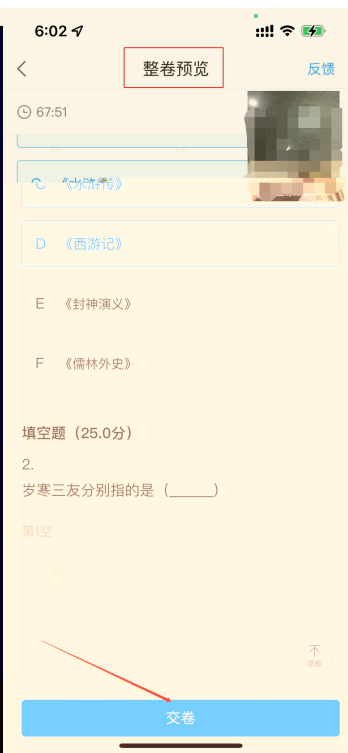 6:02
整卷预览
反馈
67:51
C 《水浒传》
D 《西游记》
E 《封神演义》
F 《儒林外史》
填空题（25.0分）
2.
岁寒三友分别指的是（______）
第1空
顶部
交卷